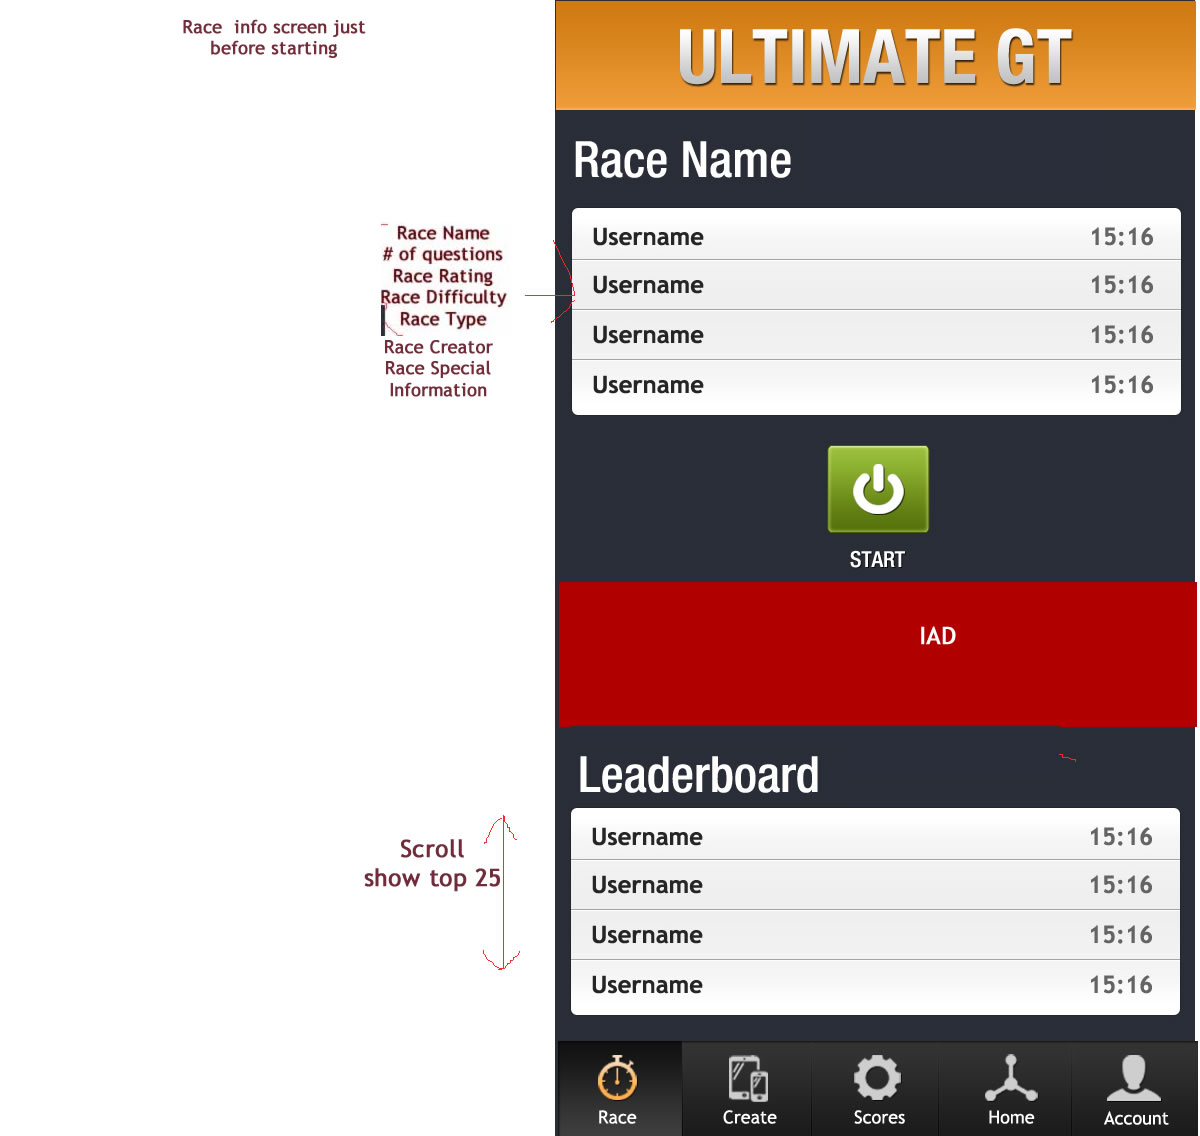 Race info screen just
before starting
ULTIMATE GT
Race Name
Race Name
# of questions
Race Rating
Race Difficulty
Race Type
Race Creator
Race Special
Information
Username 15:16
Username 15:16
Username 15:16
Username 15:16
START
IAD
Leaderboard
Scroll
show top 25
Username 15:16
Username 15:16
Username 15:16
Username 15:16
Race Create Scores Home Account